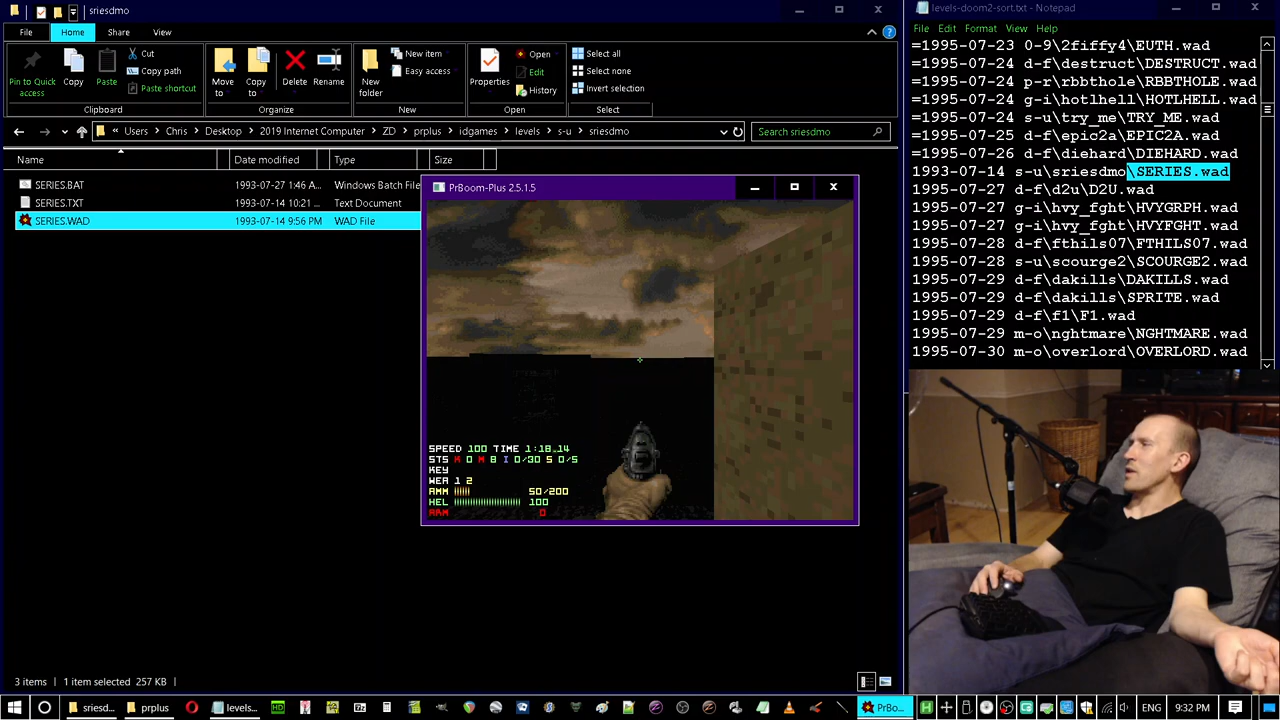 sriesdmo
File Home Share View
Pin to Quick access
Copy
Paste
Cut
Copy path
Paste shortcut
Clipboard
Move to
Copy to
Delete
Rename
Organize
New folder
New item
Easy access
New
Properties
Open
Edit
History
Open
Select all
Select none
Invert selection
Select
« Users > Chris > Desktop > 2019 Internet Computer > ZD > prplus > idgames > levels > s-u > sriesdmo
Search sriesdmo
Name Date modified Type Size
SERIES.BAT 1993-07-27 1:46 A... Windows Batch File
SERIES.TXT 1993-07-14 10:21 ... Text Document
SERIES.WAD 1993-07-14 9:56 PM WAD File
PrBoom-Plus 2.5.1.5
SPEED 100 TIME 1:18.14
STS K 0 M 8 I 0/30 S 0/5
KEY
WEA 1 2
AMM 50/200
HEL 100
ARM 0
3 items 1 item selected 257 KB
levels-doom2-sort.txt - Notepad
File Edit Format View Help
=1995-07-23 0-9\2fiffy4\EUTH.wad
=1995-07-24 d-f\destruct\DESTRUCT.wad
=1995-07-24 p-r\rbbthole\RBBTHOLE.wad
=1995-07-24 g-i\hotlhell\HOTLHELL.wad
=1995-07-24 s-u\try_me\TRY_ME.wad
=1995-07-25 d-f\epic2a\EPIC2A.wad
=1995-07-26 d-f\diehard\DIEHARD.wad
1993-07-14 s-u\sriesdmo\SERIES.wad
1995-07-27 d-f\d2u\D2U.wad
1995-07-27 g-i\hvy_fght\HVYGRPH.wad
1995-07-27 g-i\hvy_fght\HVYFGHT.wad
1995-07-28 d-f\fthils07\FTHILS07.wad
1995-07-28 s-u\scourge2\SCOURGE2.wad
1995-07-29 d-f\dakills\DAKILLS.wad
1995-07-29 d-f\dakills\SPRITE.wad
1995-07-29 d-f\f1\F1.wad
1995-07-29 m-o\nghtmare\NGHTMARE.wad
1995-07-30 m-o\overlord\OVERLORD.wad
sriesd... prplus levels... HD PrBo... ENG 9:32 PM